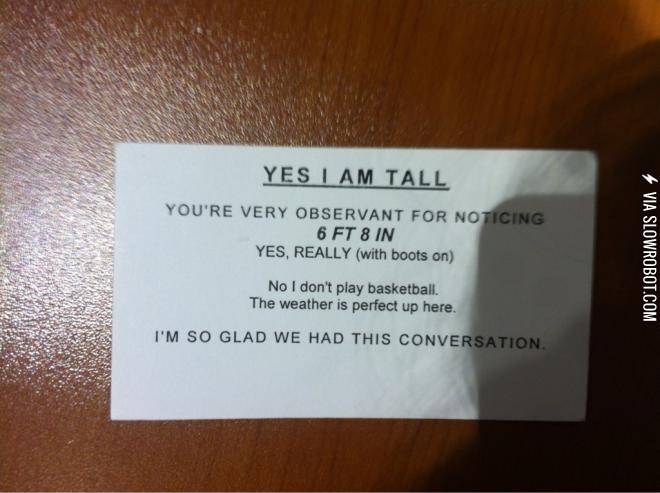 YES I AM TALL
YOU'RE VERY OBSERVANT FOR NOTICING
6 FT 8 IN
YES, REALLY (with boots on)
No I don't play basketball.
The weather is perfect up here.
I'M SO GLAD WE HAD THIS CONVERSATION.
VIA SLOWROBOT.COM